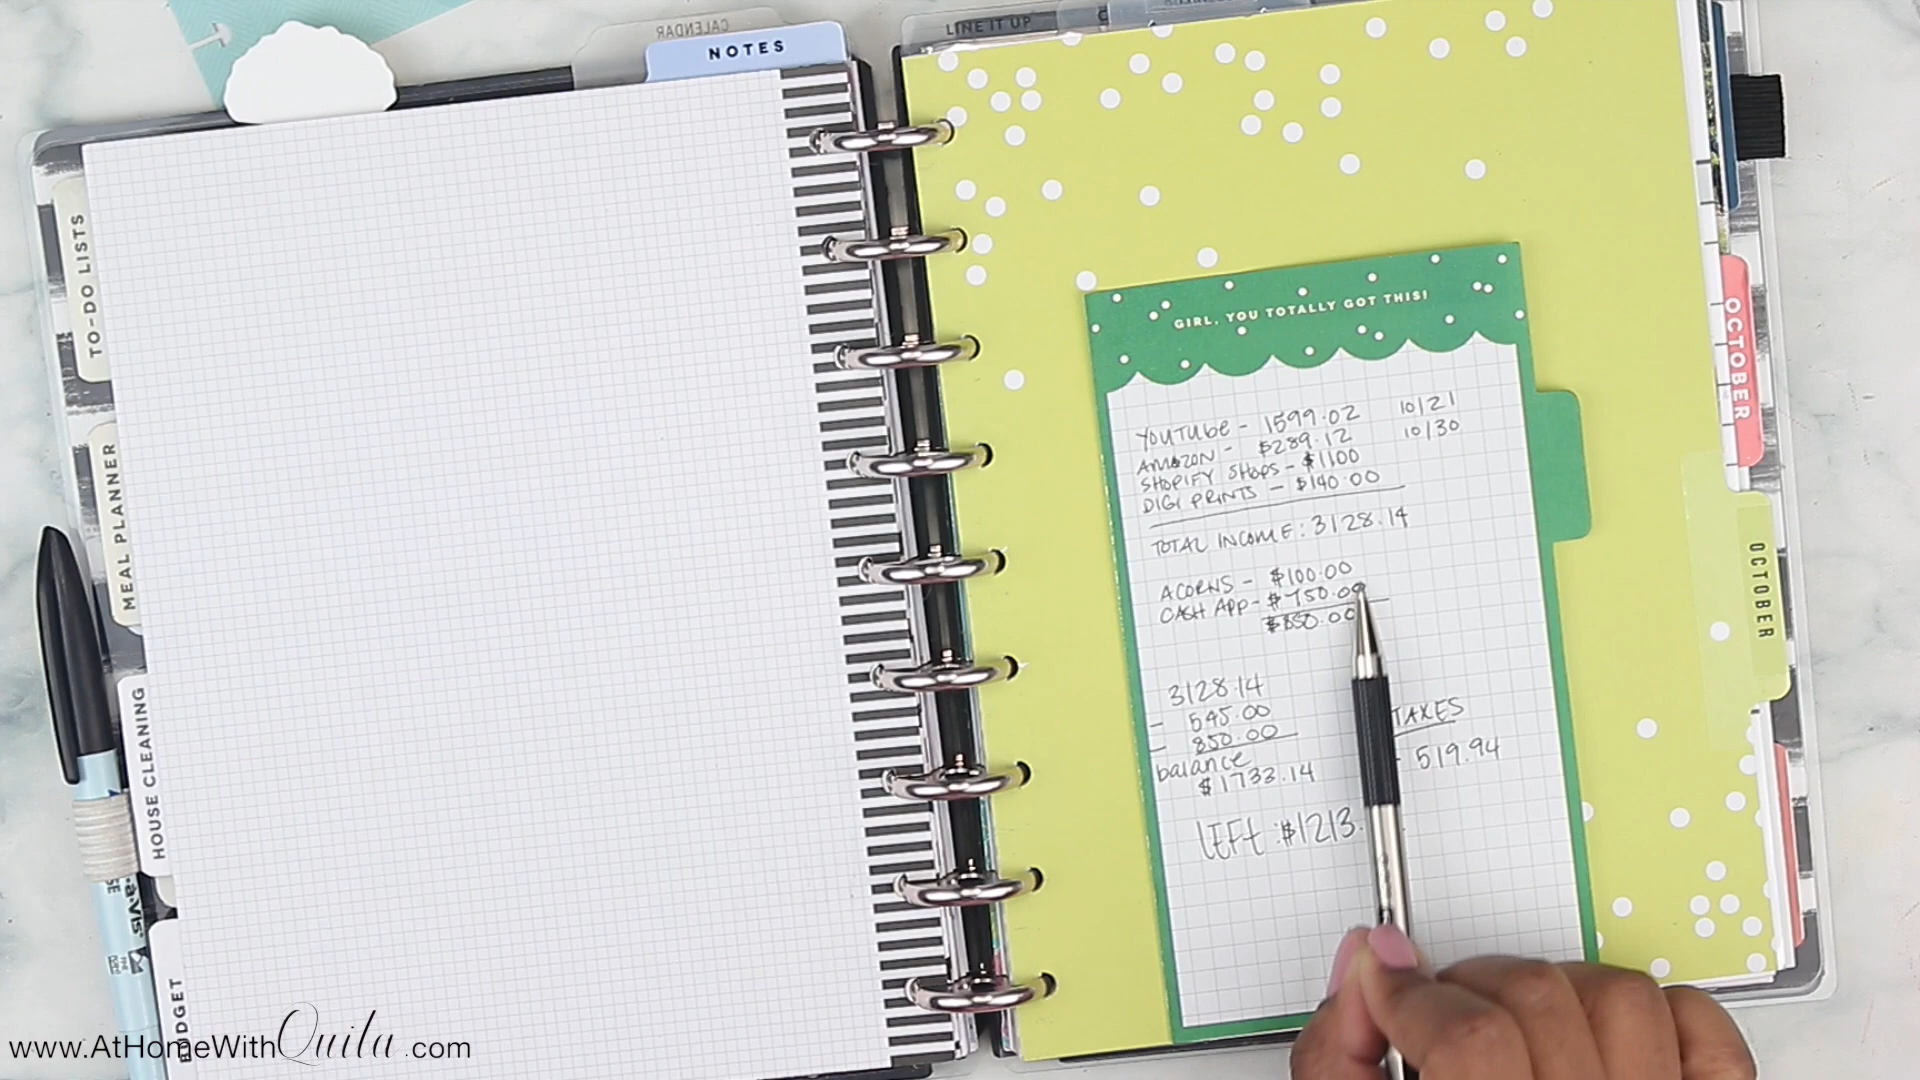 CALENDAR
NOTES
LINE IT UP
TO-DO LISTS
MEAL PLANNER
HOUSE CLEANING
BUDGET
OCTOBER
OCTOBER
GIRL, YOU TOTALLY GOT THIS!
YOUTUBE - 1599.02 10/21
AMAZON - $289.12 10/30
SHOPIFY SHOPS - $1100
DIGI PRINTS - $140.00
TOTAL INCOME: 3128.14
ACORNS - $100.00
CASH APP - $750.00
$850.00
3128.14
- 545.00
- 850.00
balance
$1733.14
TAXES
- 519.94
LEFT: $1213.
www.AtHomeWithQuila.com